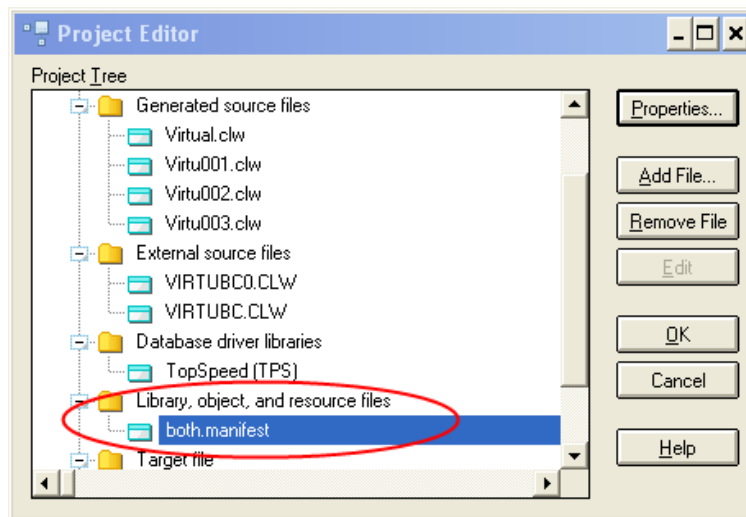 Project Editor
Project Tree
Generated source files
Virtual.clw
Virtu001.clw
Virtu002.clw
Virtu003.clw
External source files
VIRTUBC0.CLW
VIRTUBC.CLW
Database driver libraries
TopSpeed (TPS)
Library, object, and resource files
both.manifest
Target file
Properties...
Add File...
Remove File
Edit
OK
Cancel
Help